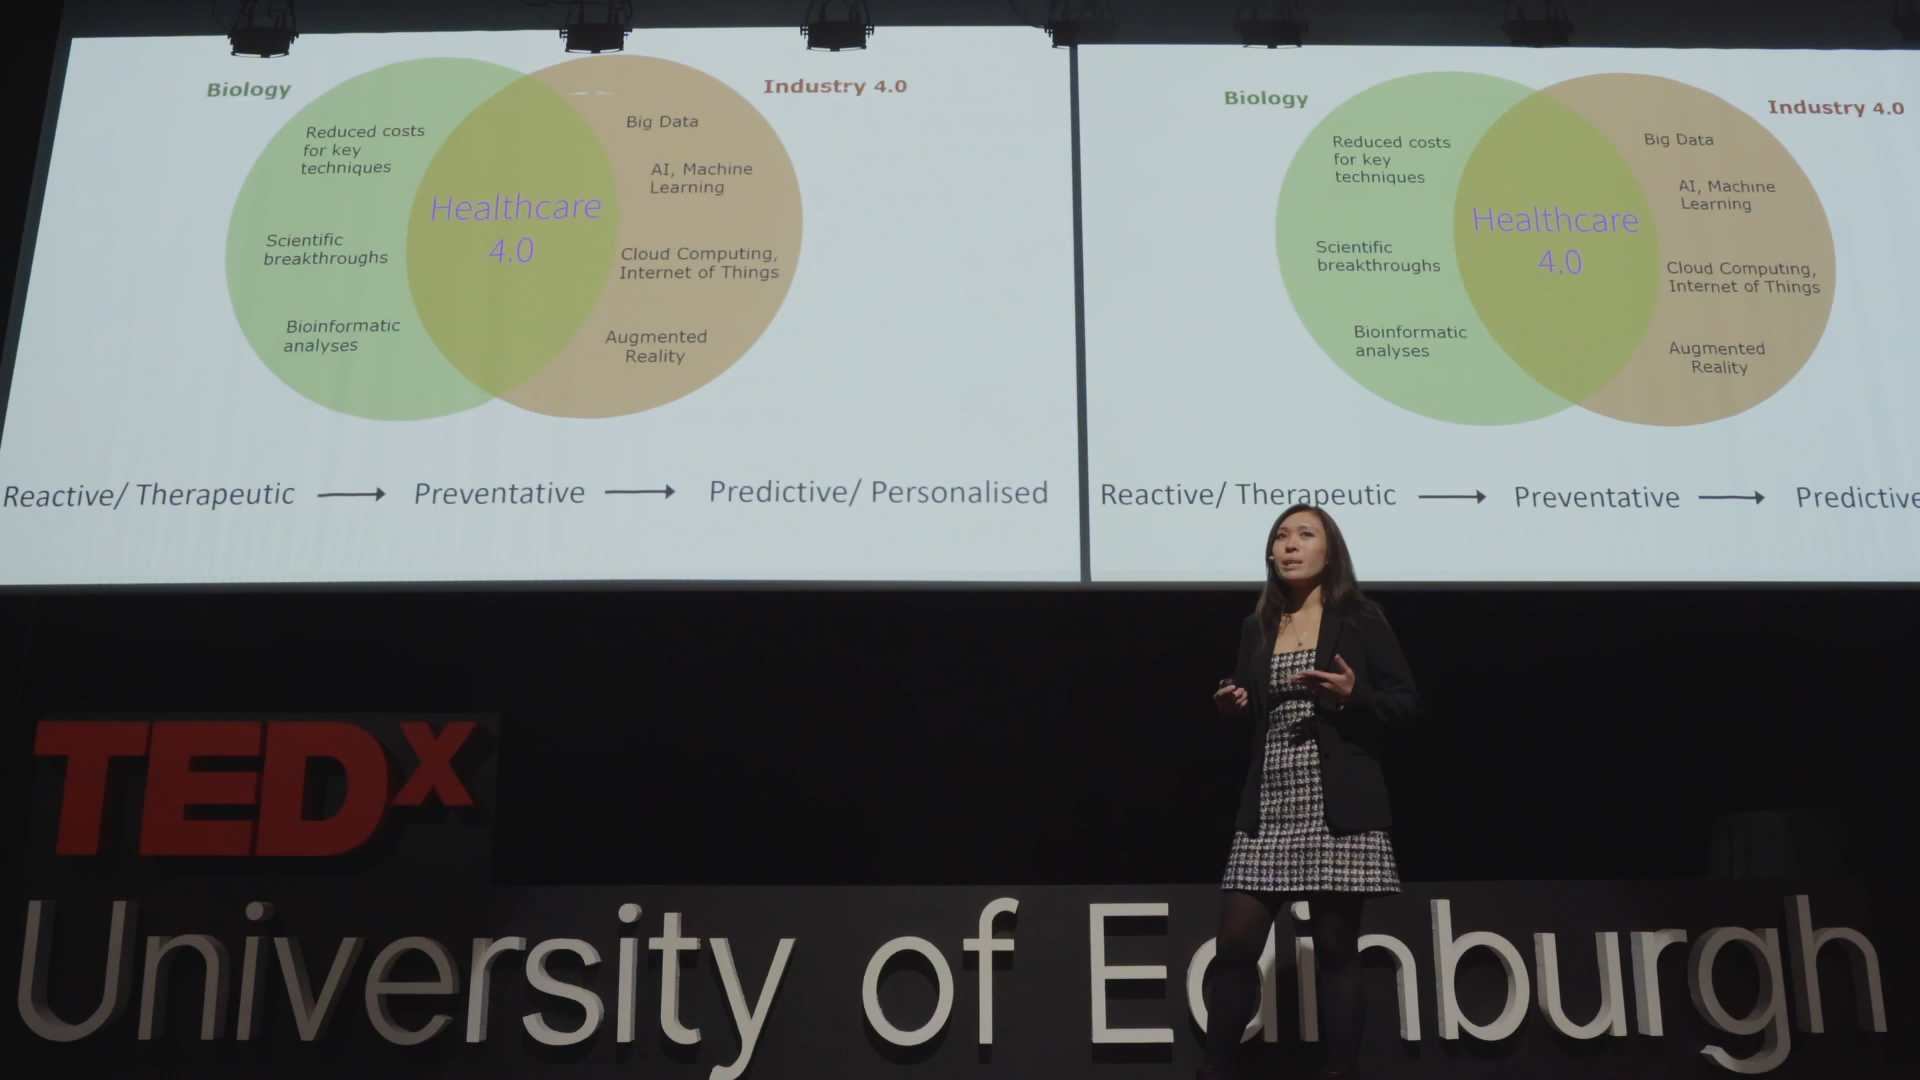 Biology
Industry 4.0
Reduced costs
for key
techniques
Scientific
breakthroughs
Bioinformatic
analyses
Healthcare
4.0
Big Data
AI, Machine
Learning
Cloud Computing,
Internet of Things
Augmented
Reality
Reactive/ Therapeutic → Preventative → Predictive/ Personalised
Biology
Industry 4.0
Reduced costs
for key
techniques
Scientific
breakthroughs
Bioinformatic
analyses
Healthcare
4.0
Big Data
AI, Machine
Learning
Cloud Computing,
Internet of Things
Augmented
Reality
Reactive/ Therapeutic → Preventative → Predictive
TEDx
University of Edinburgh